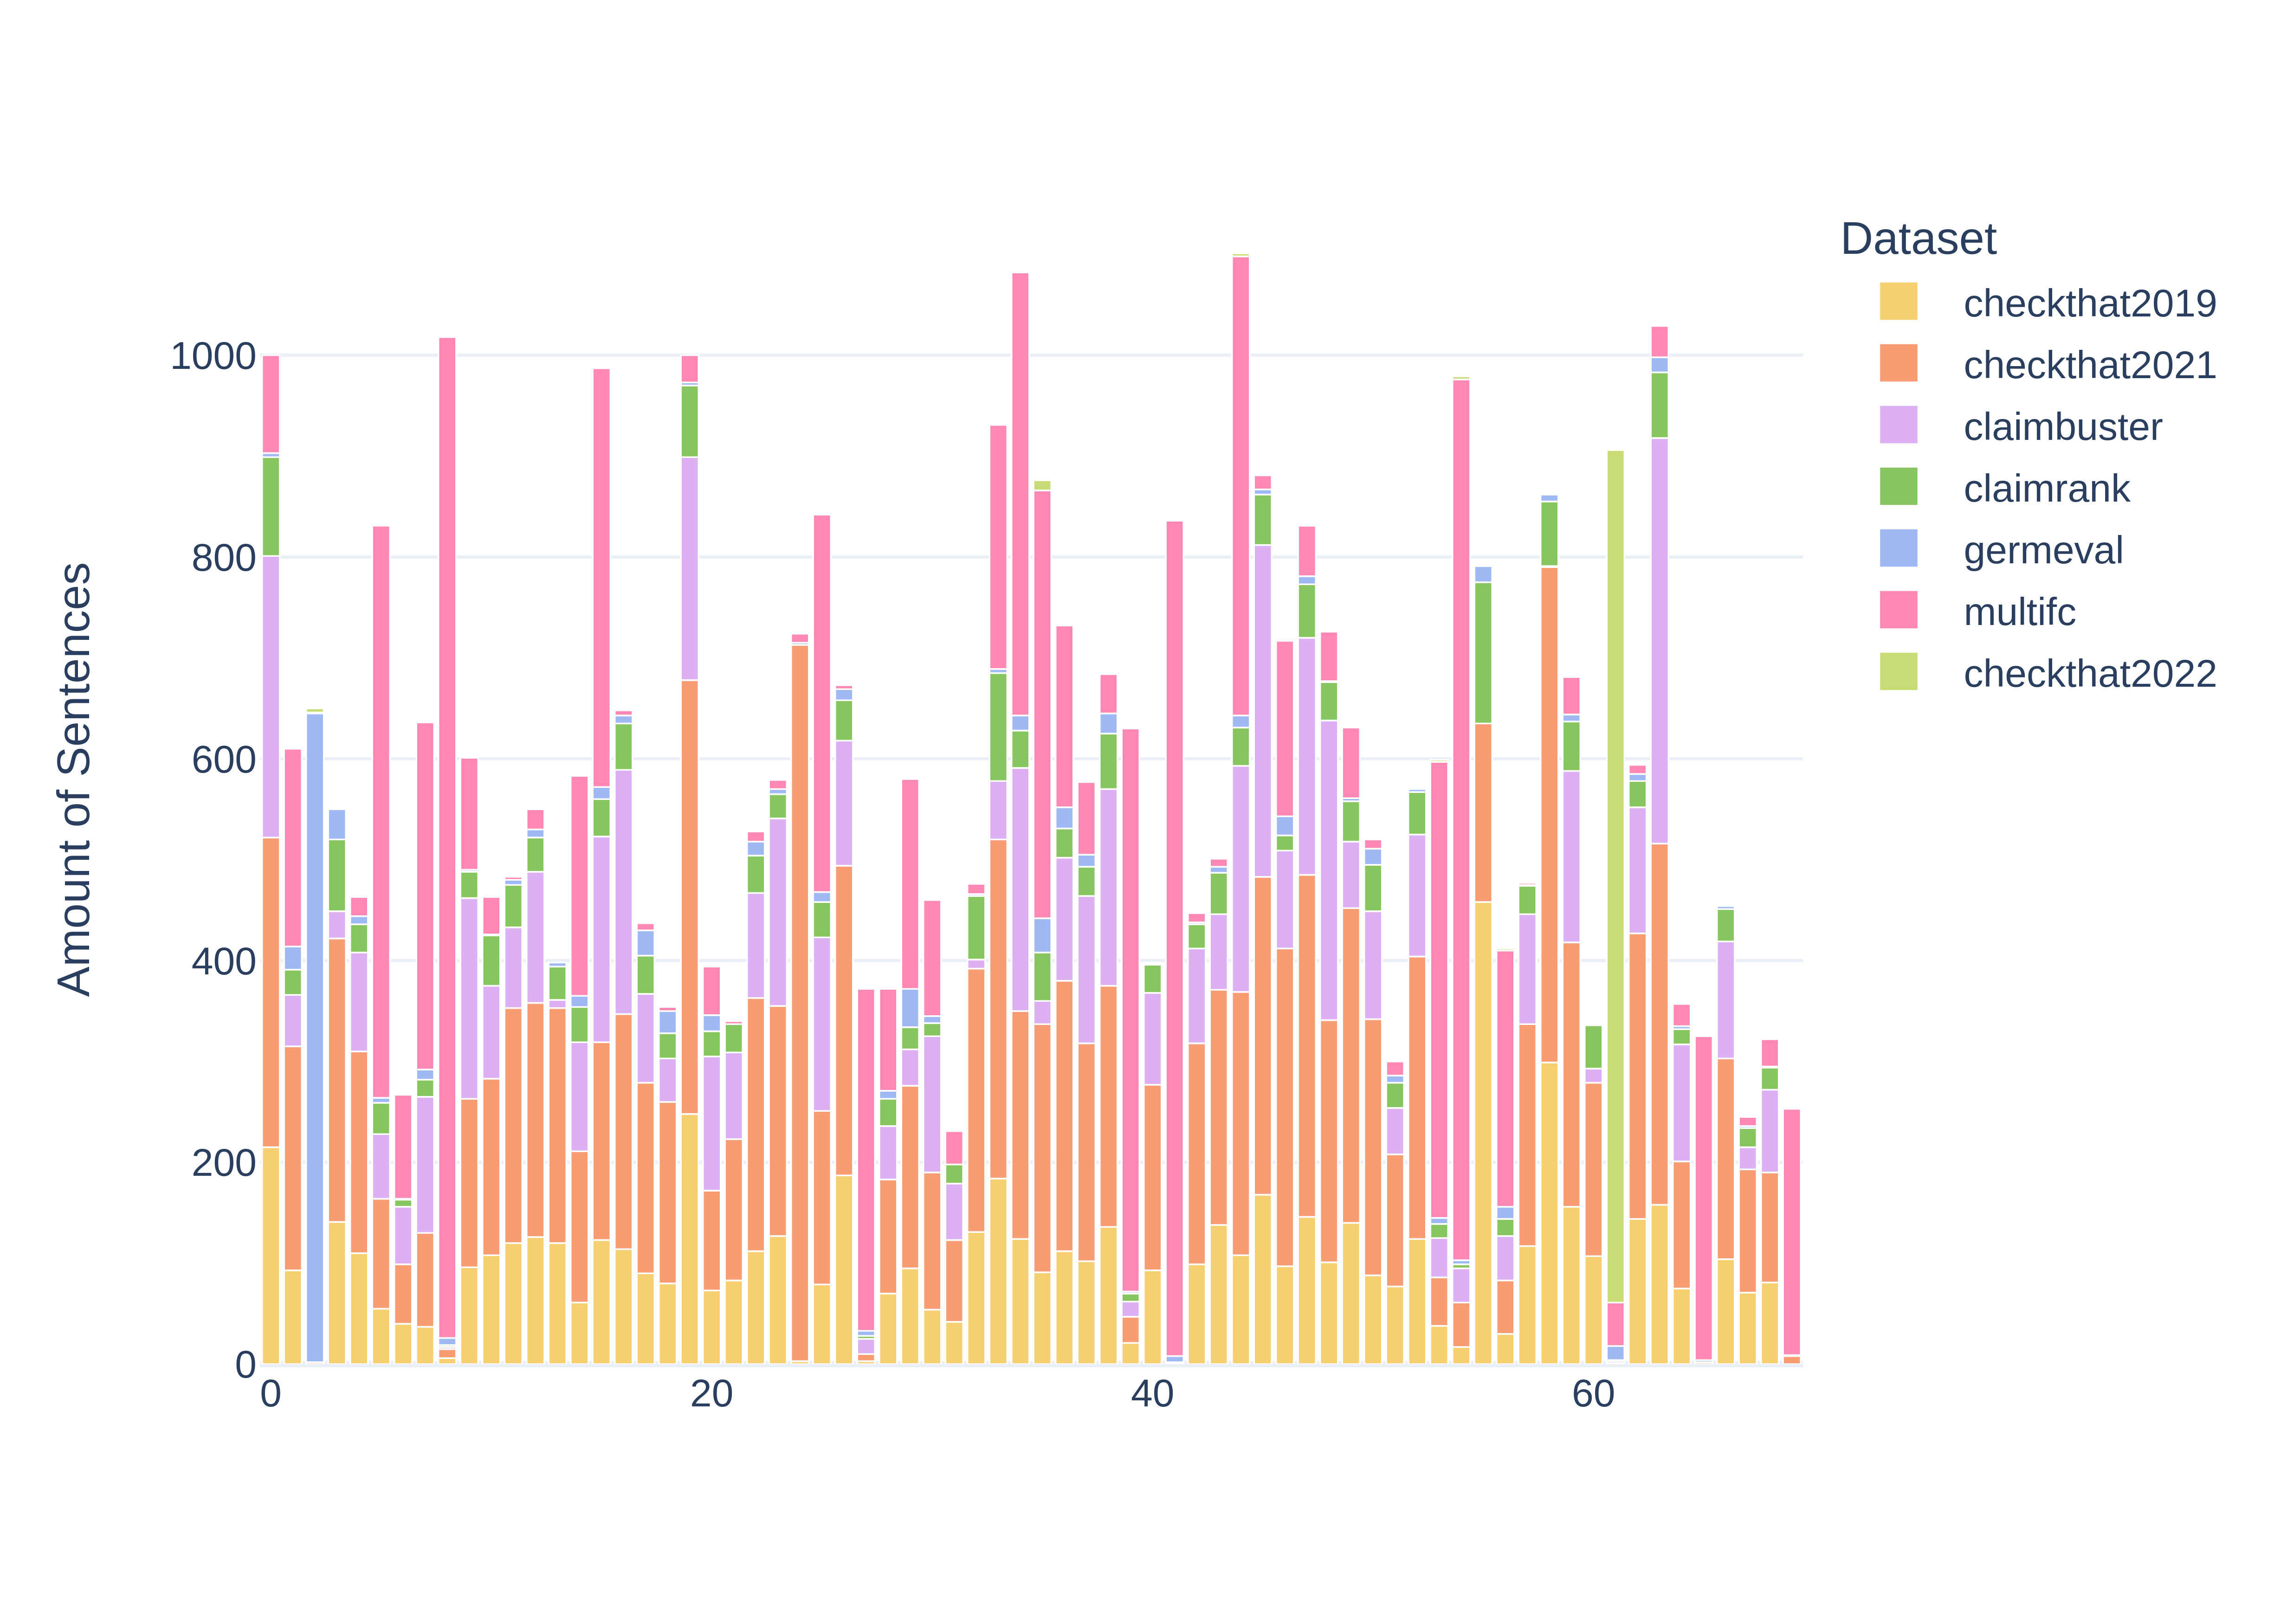 Dataset
checkthat2019
checkthat2021
claimbuster
claimrank
germeval
multifc
checkthat2022
Amount of Sentences
1000
800
600
400
200
0
0 20 40 60